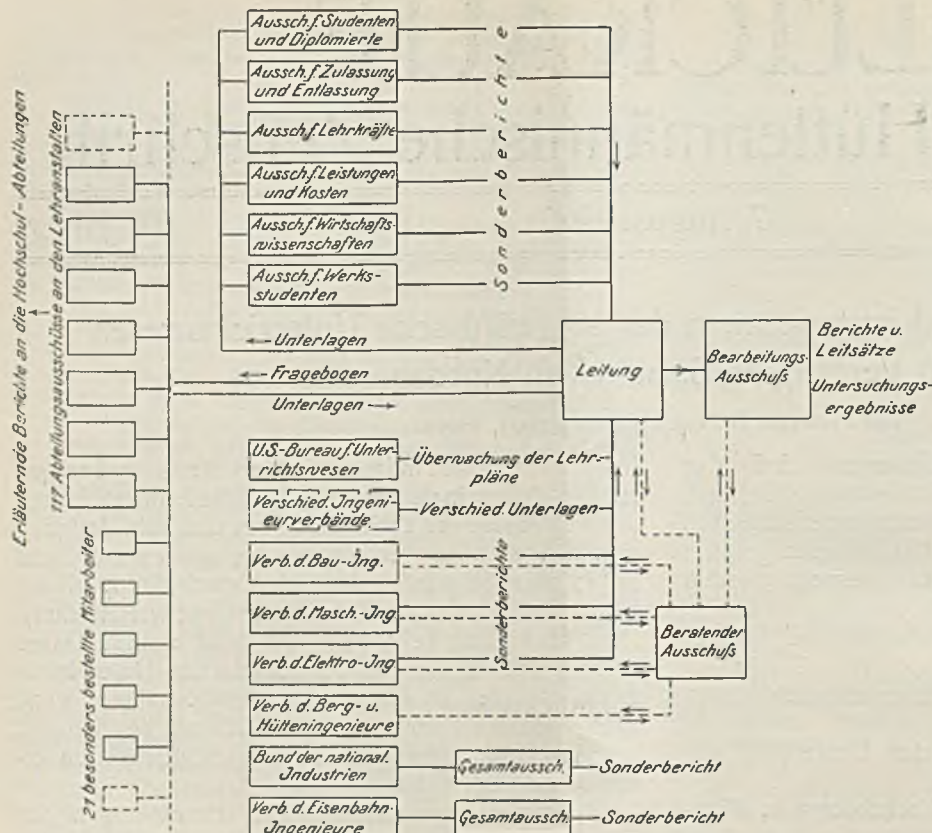 Aussch.f.Studenten
und Diplomierte
Aussch.f.Zulassung
und Entlassung
Aussch.f.Lehrkräfte
Aussch.f.Leistungen
und Kosten
Aussch.f.Wirtschafts-
wissenschaften
Aussch.f.Werks-
studenten
Sonderberichte
Erläuternde Berichte an die Hochschul-Abteilungen
117 Abteilungsausschüsse an den Lehranstalten
21 besonders bestellte Mitarbeiter
Unterlagen
Fragebogen
Unterlagen
Leitung
Bearbeitungs-
Ausschuß
Berichte u.
Leitsätze
Untersuchungs-
ergebnisse
U.S.-Bureau f. Unter-
richtswesen
Überwachung der Lehr-
pläne
Verschied. Jngeni-
eurverbände
Verschied. Unterlagen
Verb.d.Bau-Jng.
Verb.d.Masch.-Jng
Verb.d.Elektro-Jng
Verb. d. Berg- u.
Hütteningenieure
Sonderberichte
Beratender
Ausschuß
Bund der national.
Jndustrien
Gesamtaussch.
Sonderbericht
Verb. d. Eisenbahn-
Jngenieure
Gesamtaussch.
Sonderbericht